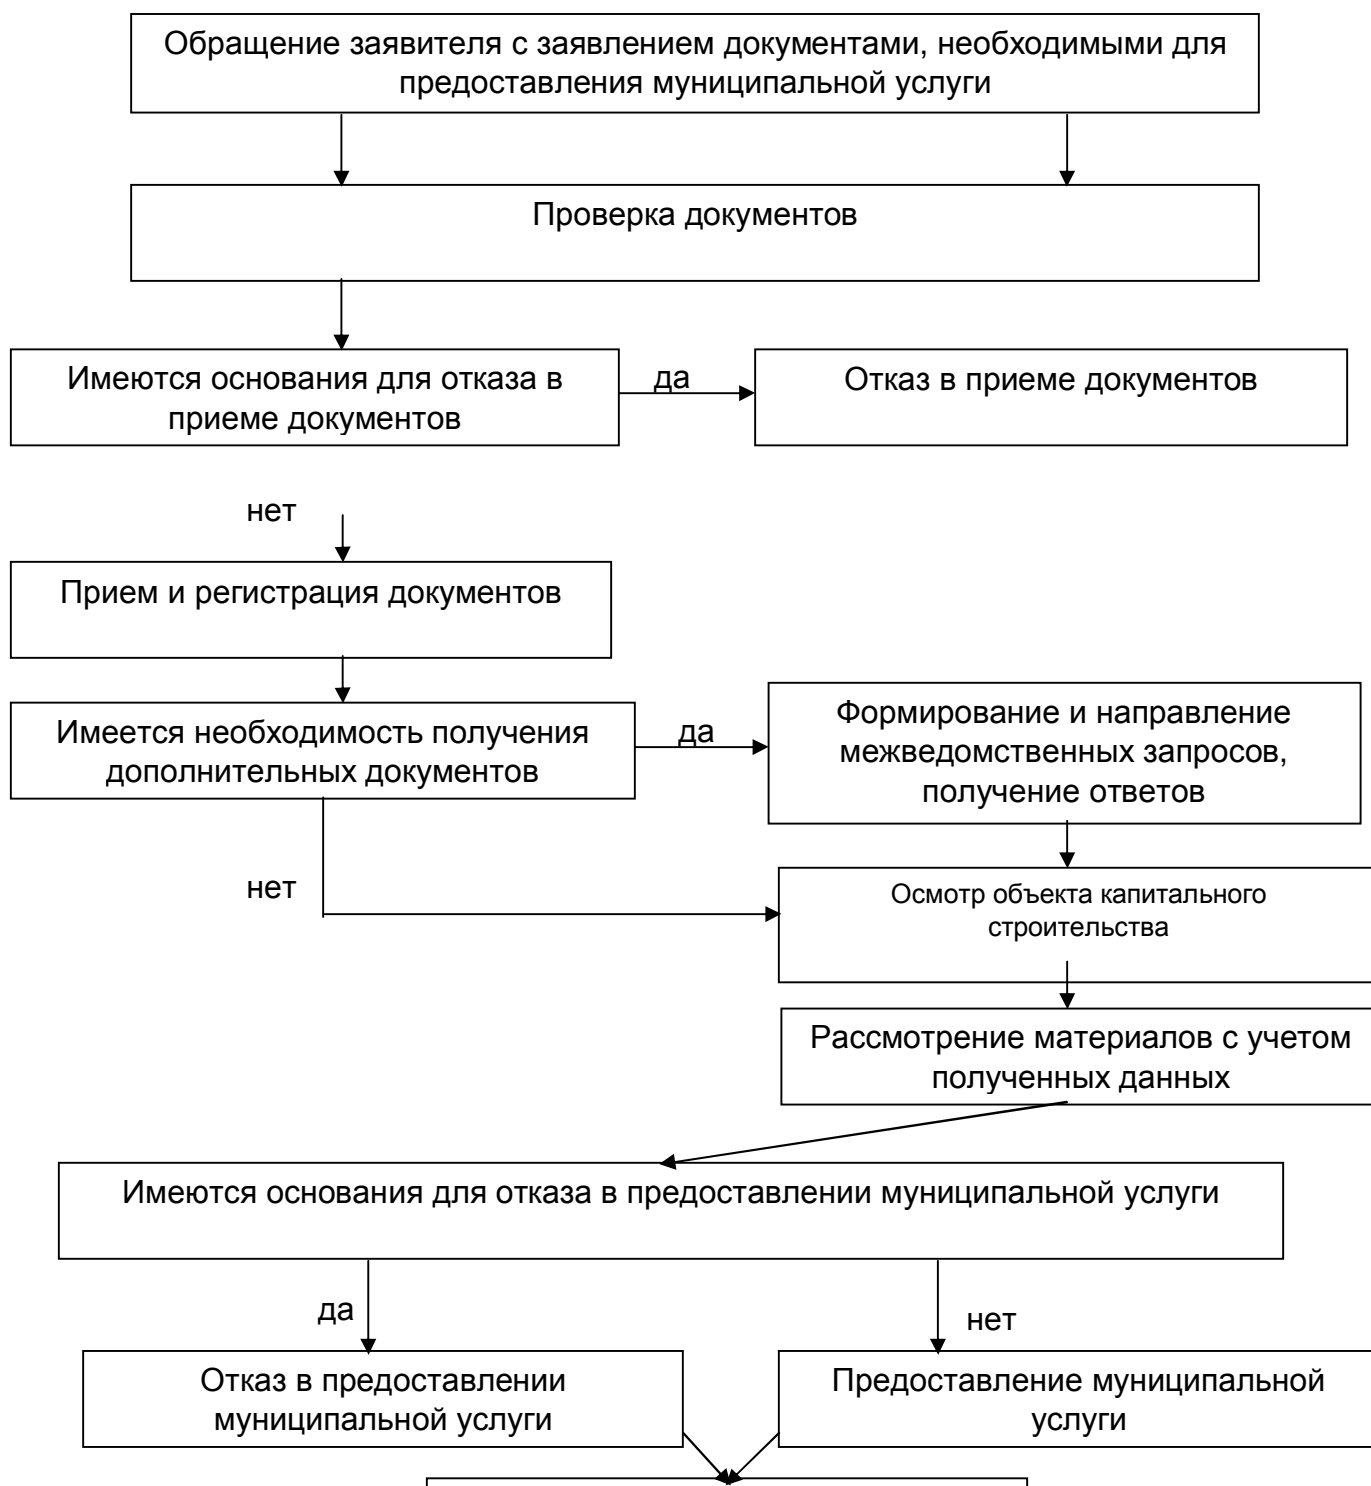 Обращение заявителя с заявлением документами, необходимыми для
предоставления муниципальной услуги
Проверка документов
Имеются основания для отказа в
приеме документов
да
Отказ в приеме документов
нет
Прием и регистрация документов
Имеется необходимость получения
дополнительных документов
да
Формирование и направление
межведомственных запросов,
получение ответов
нет
Осмотр объекта капитального
строительства
Рассмотрение материалов с учетом
полученных данных
Имеются основания для отказа в предоставлении муниципальной услуги
да
нет
Отказ в предоставлении
муниципальной услуги
Предоставление муниципальной
услуги